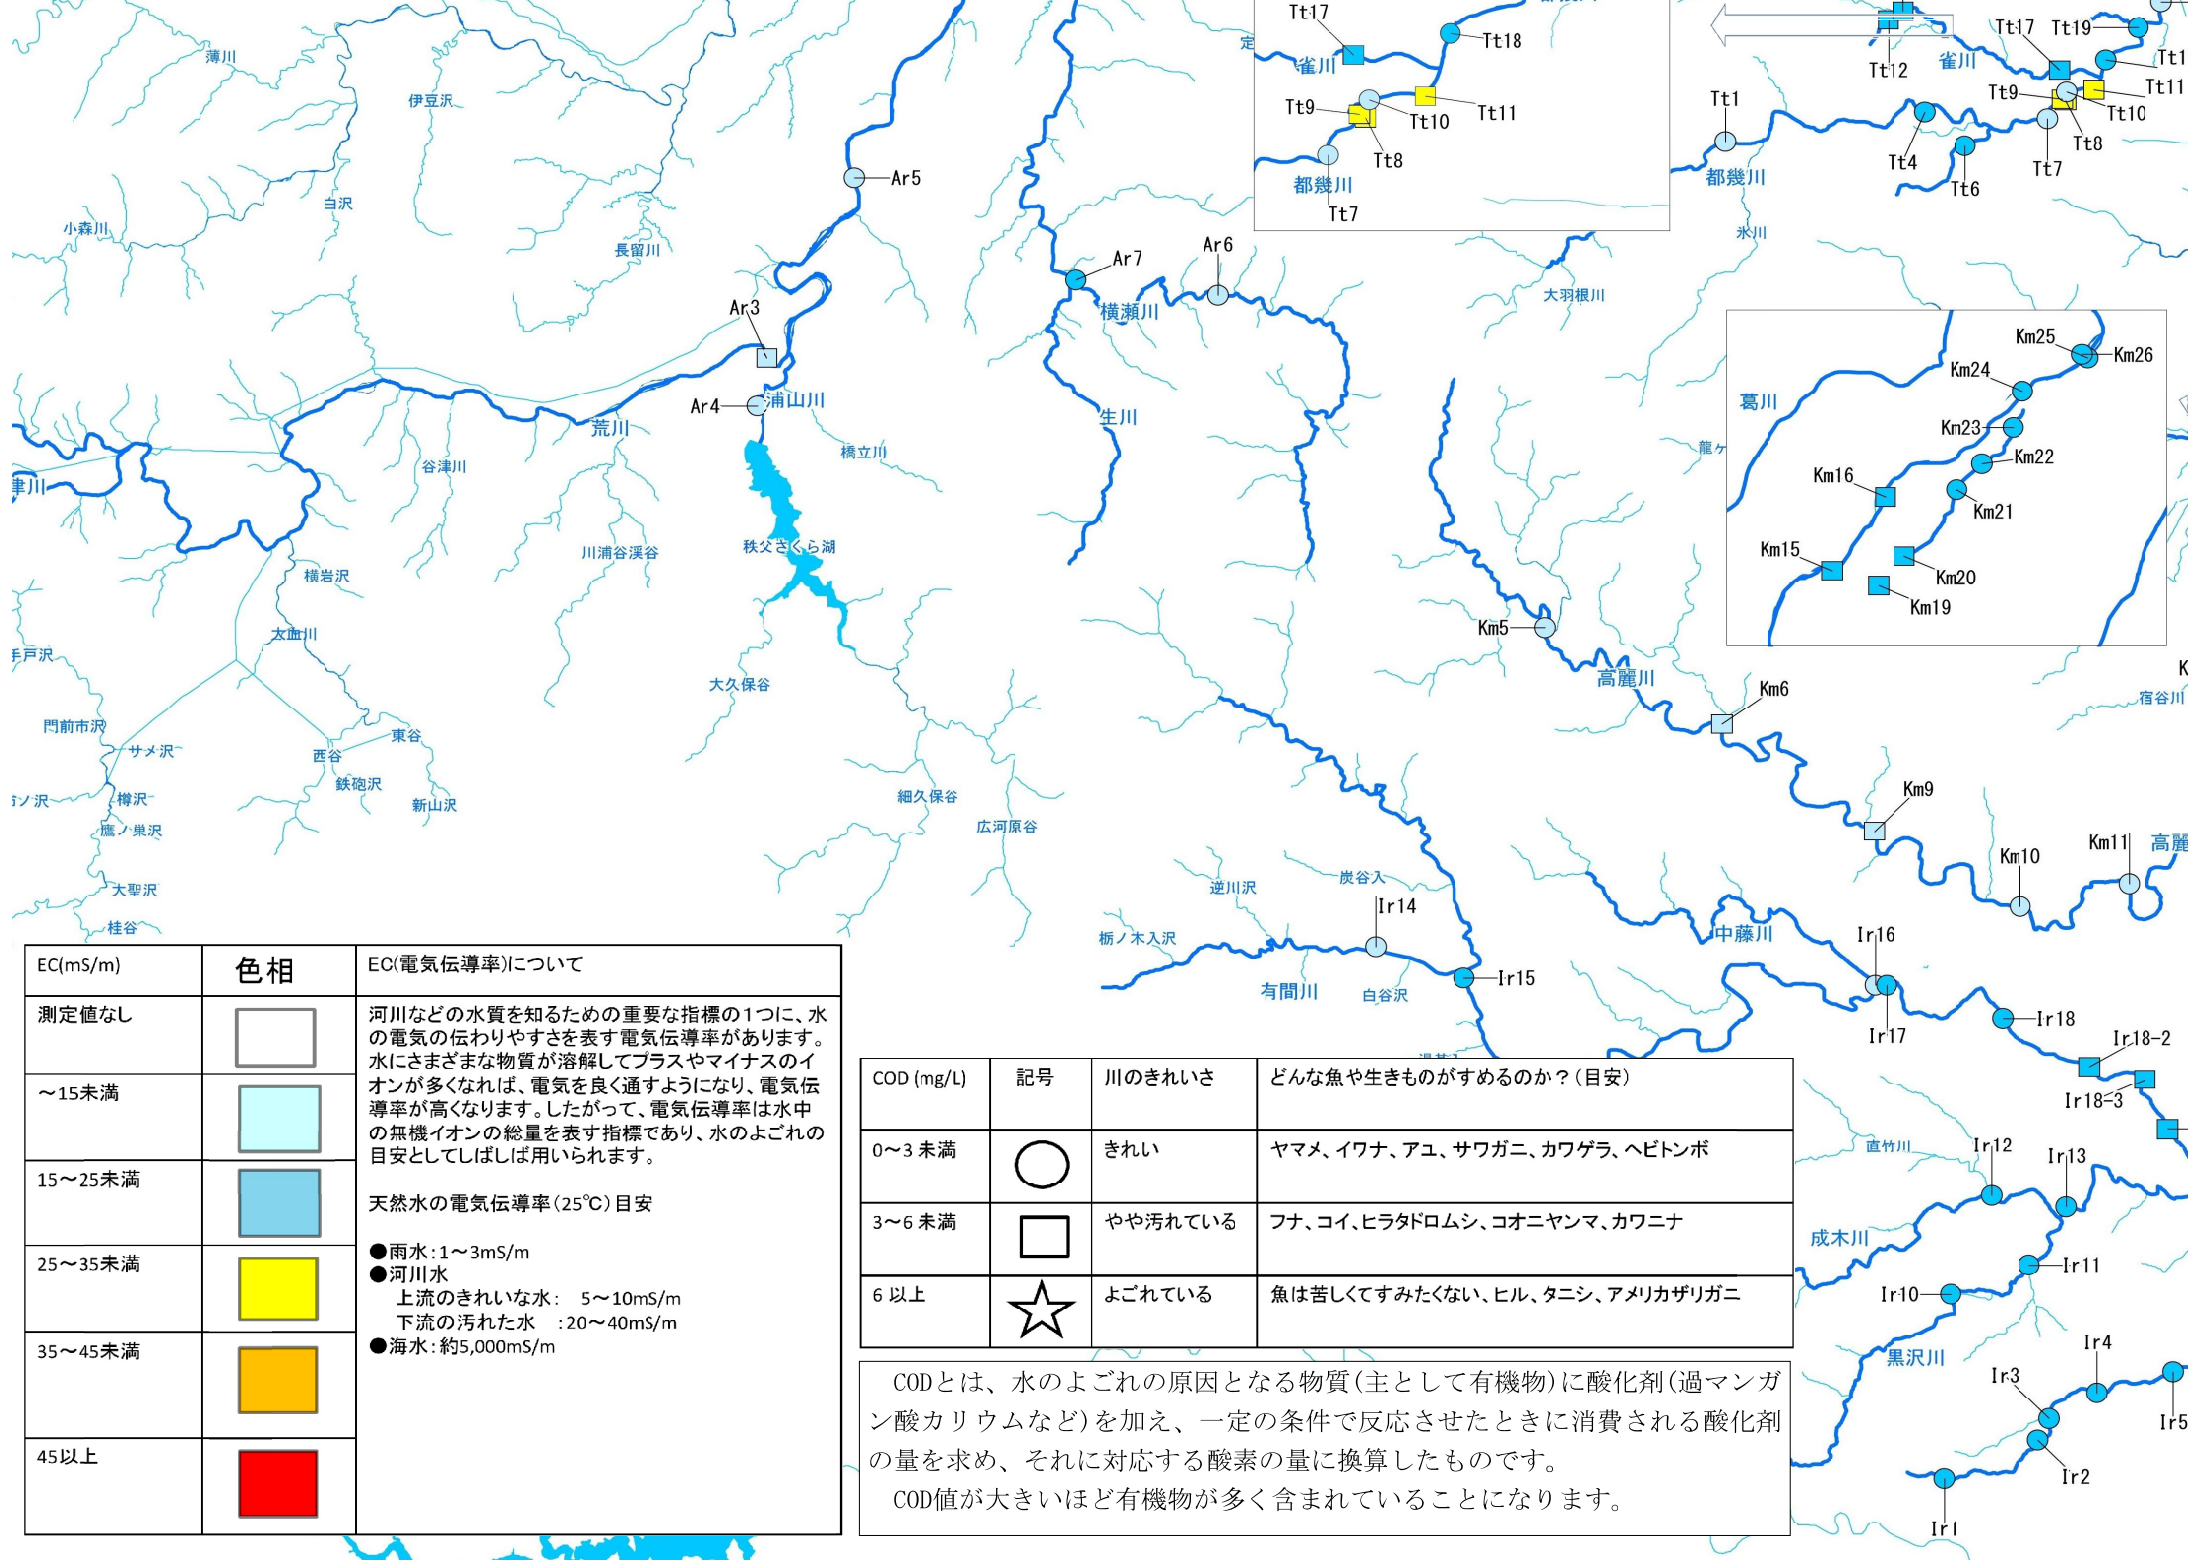 薄川
伊豆沢
白沢
小森川
長留川
Ar5
Ar3
Ar4
浦山川
荒川
橋立川
谷津川
川浦谷渓谷
秩父さくら湖
横岩沢
大血川
大久保谷
門前市沢
サメ沢
西谷
東谷
鉄砲沢
新山沢
樽沢
鷹ノ巣沢
大聖沢
桂谷
細久保谷
広河原谷
Ar7
Ar6
横瀬川
生川
Tt17
Tt18
雀川
Tt9
Tt10
Tt11
Tt8
都幾川
Tt7
Tt17
Tt19
Tt12
雀川
Tt1
Tt9
Tt11
Tt10
Tt8
Tt4
Tt7
Tt6
都幾川
氷川
大羽根川
Km25
Km26
Km24
葛川
Kn23
Km22
Km16
Km21
Km15
Km20
Km19
Km5
高麗川
Km6
宿谷川
Km9
Km10
Km11
高麗
逆川沢
炭谷入
Ir14
栃ノ木入沢
有間川
白谷沢
Ir15
中藤川
Ir16
Ir17
Ir18
Ir18-2
Ir18-3
直竹川
Ir12
Ir13
成木川
Ir11
Ir10
黒沢川
Ir4
Ir3
Ir5
Ir2
Ir1
EC(mS/m) 色相 EC(電気伝導率)について
測定値なし
～15未満
15～25未満
25～35未満
35～45未満
45以上
河川などの水質を知るための重要な指標の1つに、水
の電気の伝わりやすさを表す電気伝導率があります。
水にさまざまな物質が溶解してプラスやマイナスのイ
オンが多くなれば、電気を良く通すようになり、電気伝
導率が高くなります。したがって、電気伝導率は水中
の無機イオンの総量を表す指標であり、水のよごれの
目安としてしばしば用いられます。
天然水の電気伝導率(25℃)目安
●雨水：1～3mS/m
●河川水
上流のきれいな水： 5～10mS/m
下流の汚れた水 ：20～40mS/m
●海水：約5,000mS/m
COD (mg/L) 記号 川のきれいさ どんな魚や生きものがすめるのか？(目安)
0～3 未満 きれい ヤマメ、イワナ、アユ、サワガニ、カワゲラ、ヘビトンボ
3～6 未満 やや汚れている フナ、コイ、ヒラタドロムシ、コオニヤンマ、カワニナ
6 以上 よごれている 魚は苦しくてすみたくない、ヒル、タニシ、アメリカザリガニ
CODとは、水のよごれの原因となる物質(主として有機物)に酸化剤(過マンガ
ン酸カリウムなど)を加え、一定の条件で反応させたときに消費される酸化剤
の量を求め、それに対応する酸素の量に換算したものです。
COD値が大きいほど有機物が多く含まれていることになります。